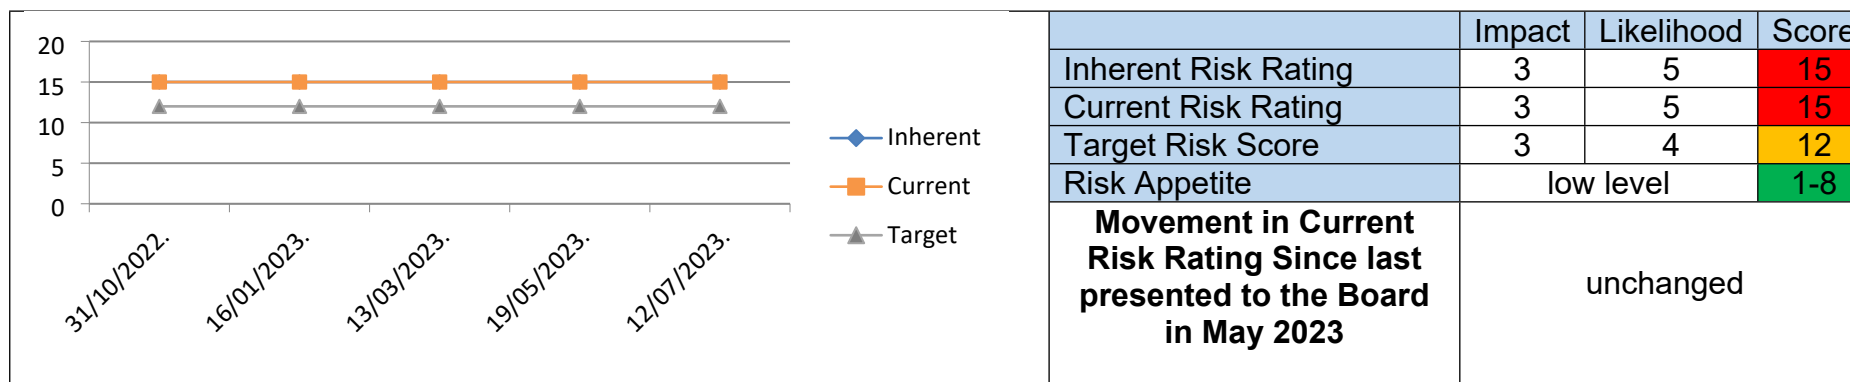 20
15
10
5
0
31/10/2022.
16/01/2023.
13/03/2023.
19/05/2023.
12/07/2023.
Inherent
Current
Target
Impact Likelihood Score
Inherent Risk Rating 3 5 15
Current Risk Rating 3 5 15
Target Risk Score 3 4 12
Risk Appetite low level 1-8
Movement in Current
Risk Rating Since last
presented to the Board
in May 2023
unchanged